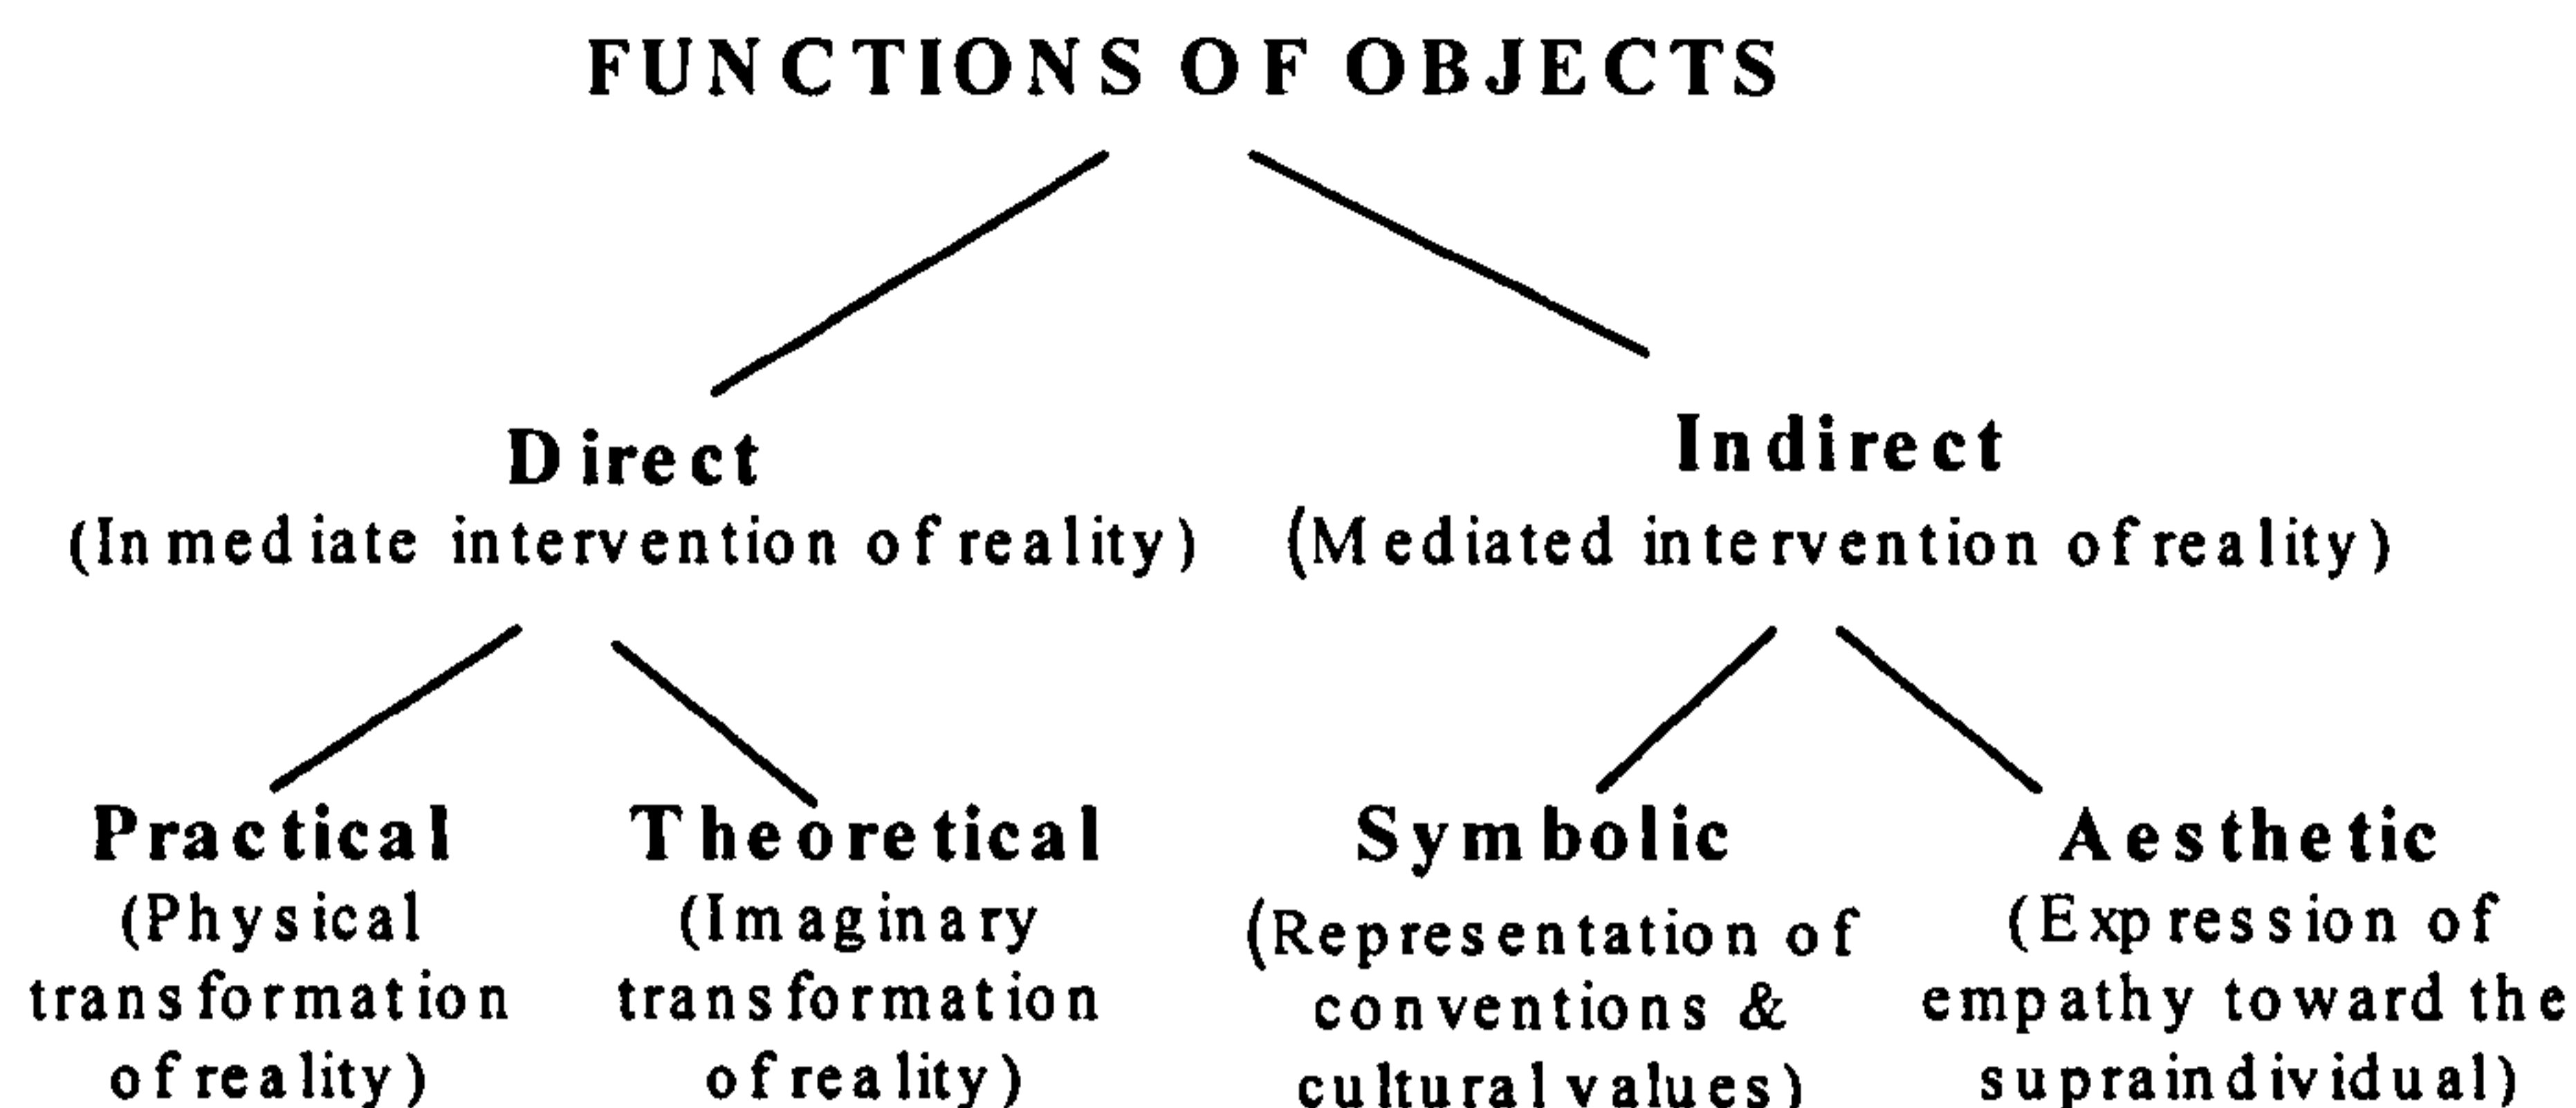 FUNCTIONS OF OBJECTS
Direct
Indirect
(Inmediate intervention of reality)
(Mediated intervention of reality)
Practical
(Physical
transformation
of reality)
Theoretical
(Imaginary
transformation
of reality)
Symbolic
(Representation of
conventions &
cultural values)
Aesthetic
(Expression of
empathy toward the
supraindividual)